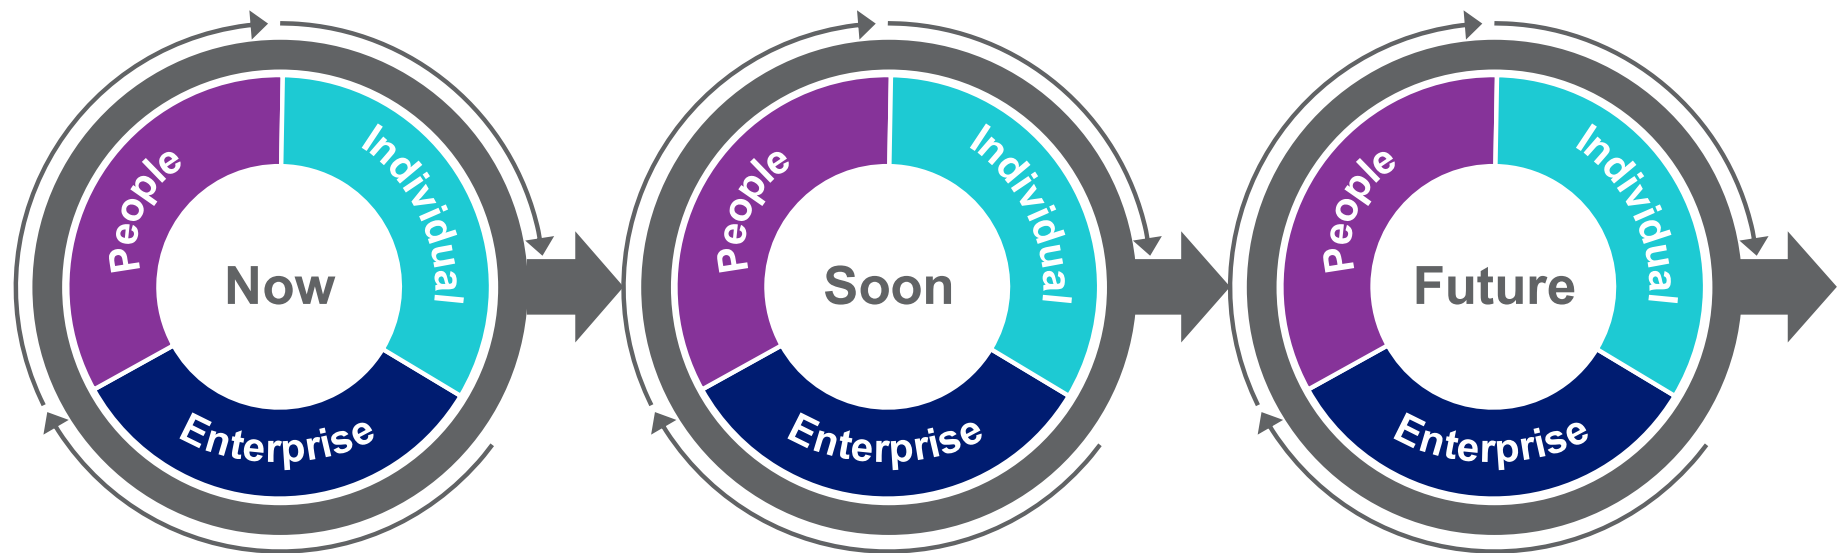 People
Individual
Now
Enterprise
People
Individual
Soon
Enterprise
People
Individual
Future
Enterprise